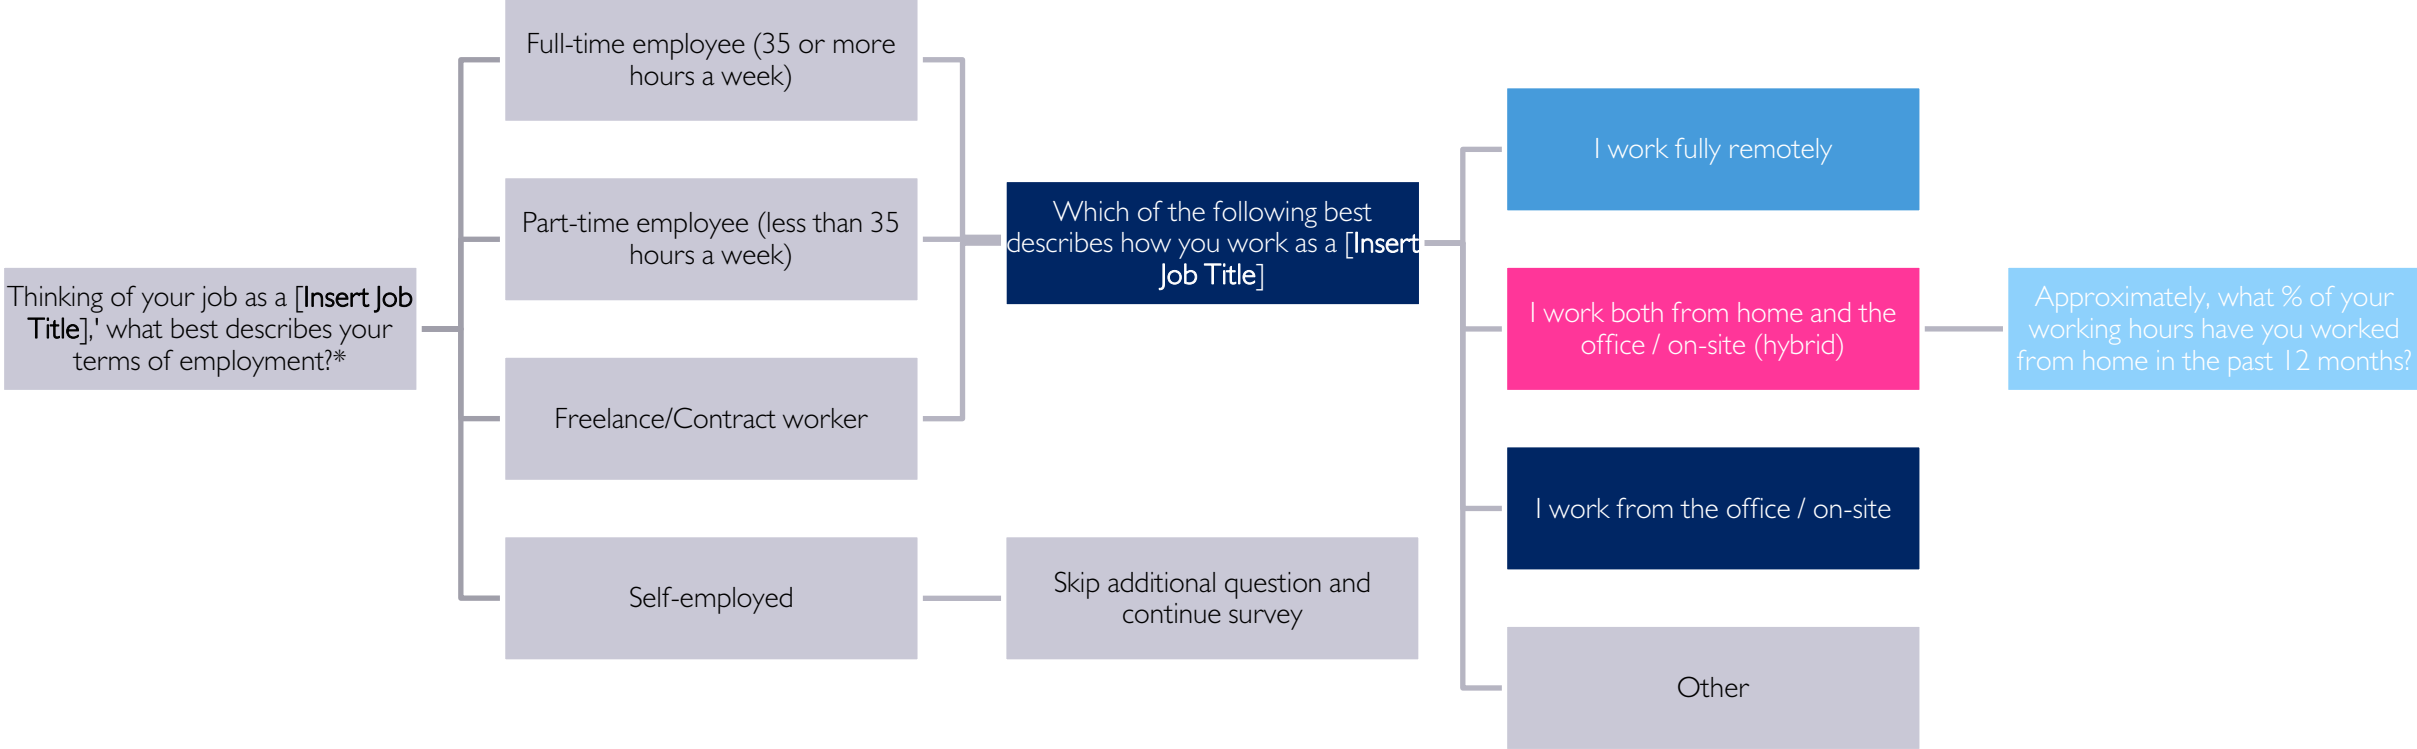 Thinking of your job as a [Insert Job
Title],' what best describes your
terms of employment?*
Full-time employee (35 or more
hours a week)
Part-time employee (less than 35
hours a week)
Freelance/Contract worker
Self-employed
Which of the following best
describes how you work as a [Insert
Job Title]
Skip additional question and
continue survey
I work fully remotely
I work both from home and the
office / on-site (hybrid)
I work from the office / on-site
Other
Approximately, what % of your
working hours have you worked
from home in the past 12 months?